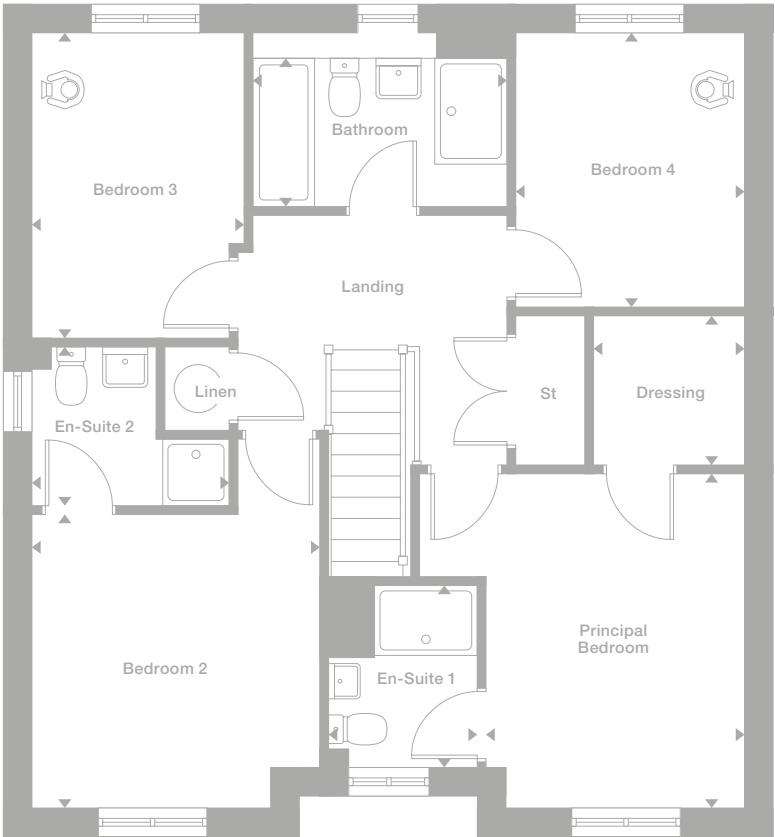 Bathroom
Bedroom 4
Bedroom 3
Landing
Linen
St
Dressing
En-Suite 2
Principal
Bedroom
Bedroom 2
En-Suite 1